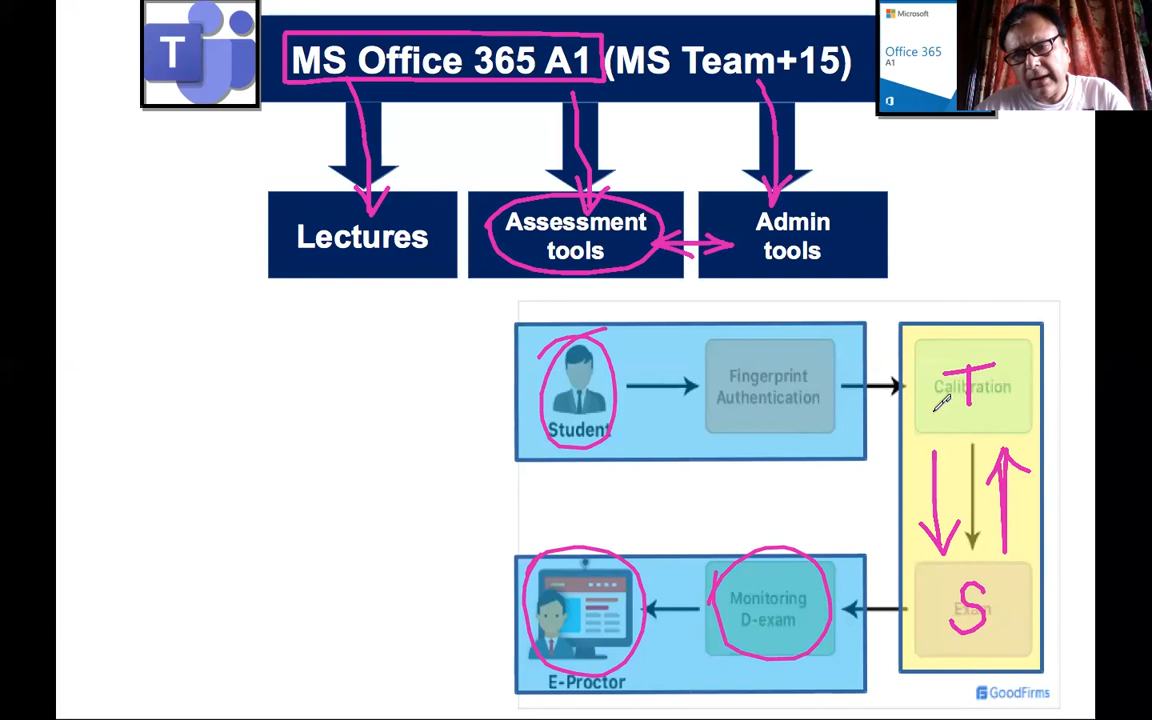 T
MS Office 365 A1 (MS Team+15)
Microsoft
Office 365
A1
Lectures
Assessment
tools
Admin
tools
Student
Fingerprint
Authentication
Calibration
T
E-Proctor
Monitoring
D-exam
Exam
S
GoodFirms